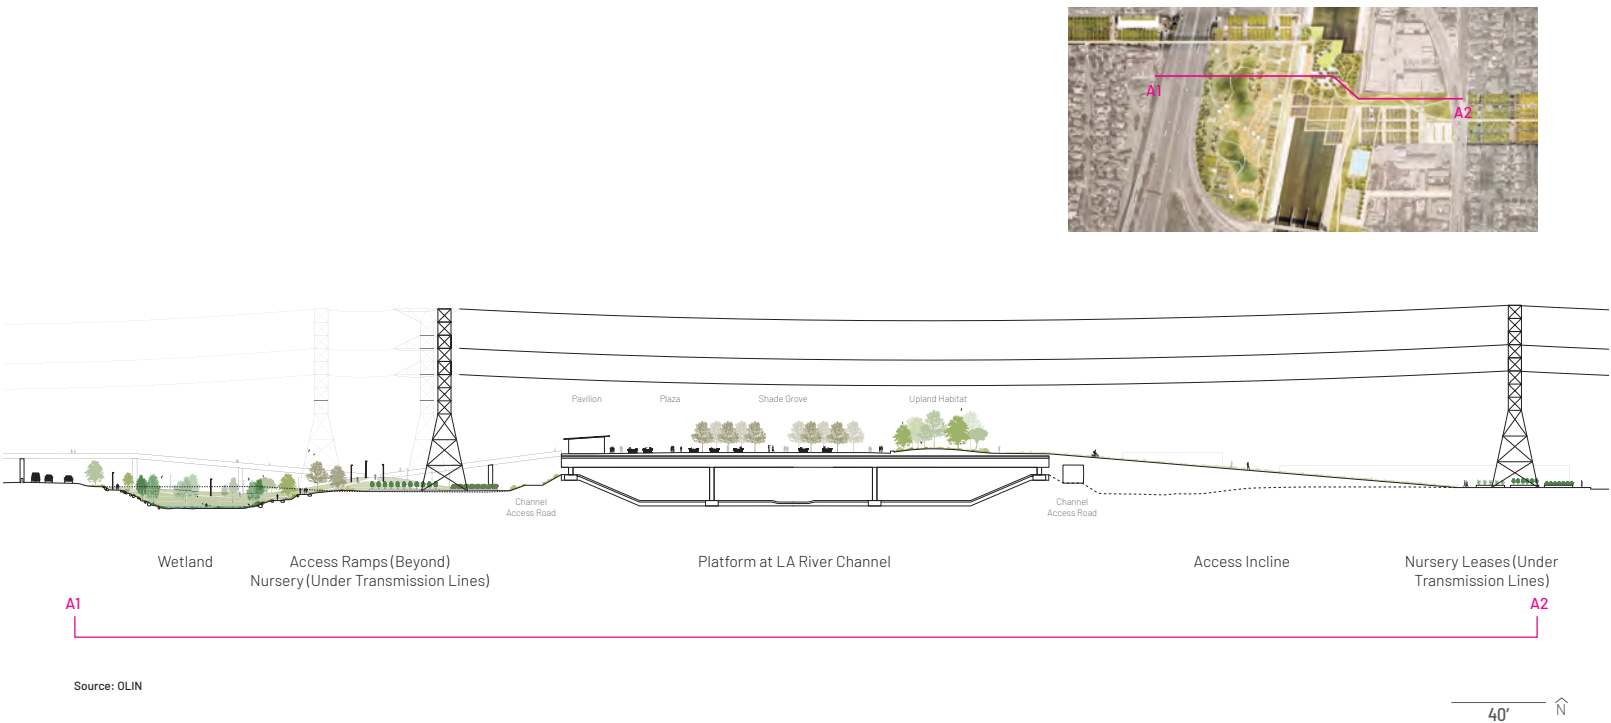 A1
A2
Pavilion
Plaza
Shade Grove
Upland Habitat
Channel
Access Road
Channel
Access Road
Wetland
Access Ramps (Beyond)
Nursery (Under Transmission Lines)
Platform at LA River Channel
Access Incline
Nursery Leases (Under
Transmission Lines)
A1
A2
Source: OLIN
40’
N